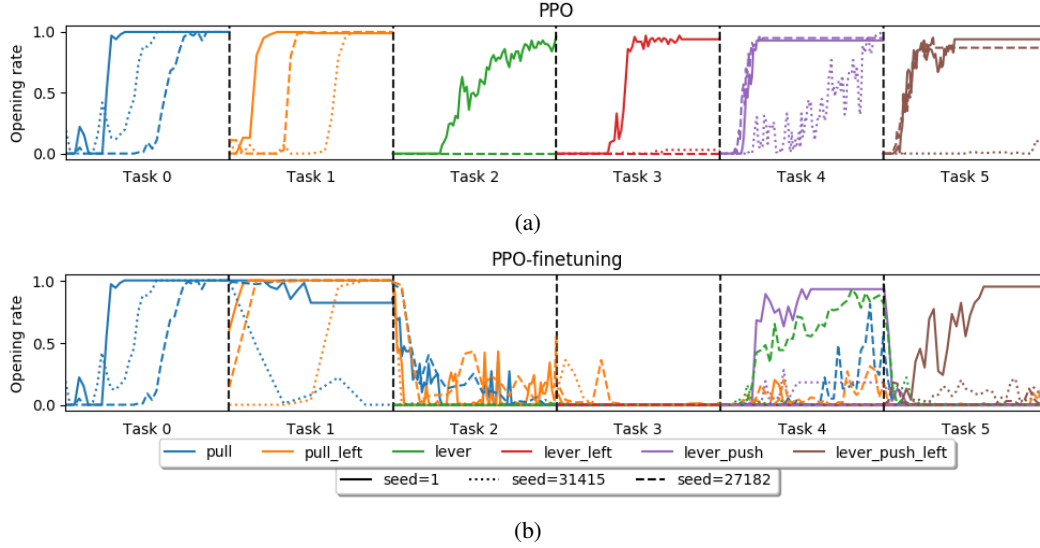 PPO
Opening rate
1.0
0.5
0.0
Task 0 Task 1 Task 2 Task 3 Task 4 Task 5
(a)
PPO-finetuning
Opening rate
1.0
0.5
0.0
Task 0 Task 1 Task 2 Task 3 Task 4 Task 5
pull pull_left lever lever_left lever_push lever_push_left
seed=1 seed=31415 seed=27182
(b)